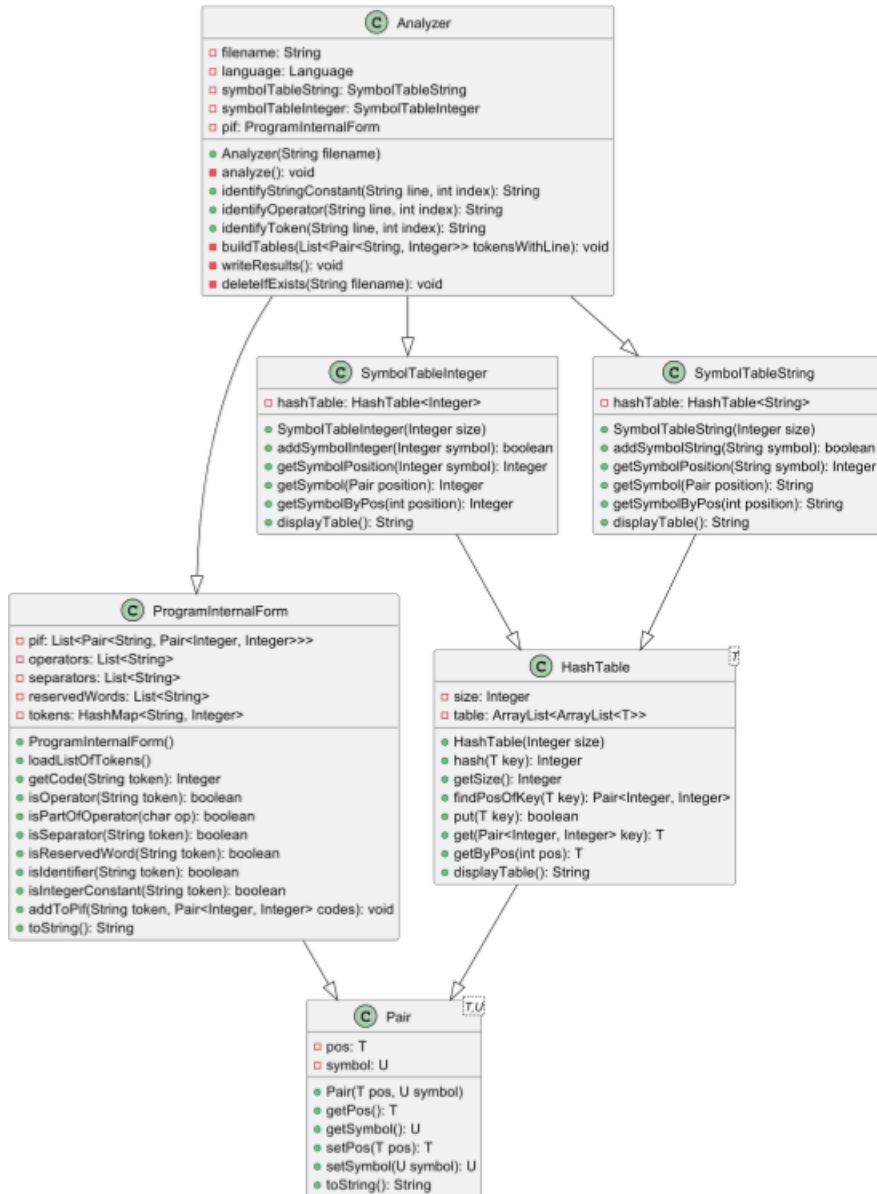 C Analyzer
filename: String
language: Language
symbolTableString: SymbolTableString
symbolTableInteger: SymbolTableInteger
pif: ProgramInternalForm
Analyzer(String filename)
analyze(): void
identifyStringConstant(String line, int index): String
identifyOperator(String line, int index): String
identifyToken(String line, int index): String
buildTables(List<Pair<String, Integer>> tokensWithLine): void
writeResults(): void
deleteIfExists(String filename): void
C SymbolTableInteger
hashTable: HashTable<Integer>
SymbolTableInteger(Integer size)
addSymbolInteger(Integer symbol): boolean
getSymbolPosition(Integer symbol): Integer
getSymbol(Pair position): Integer
getSymbolByPos(int position): Integer
displayTable(): String
C SymbolTableString
hashTable: HashTable<String>
SymbolTableString(Integer size)
addSymbolString(String symbol): boolean
getSymbolPosition(String symbol): Integer
getSymbol(Pair position): String
getSymbolByPos(int position): String
displayTable(): String
C ProgramInternalForm
pif: List<Pair<String, Pair<Integer, Integer>>>
operators: List<String>
separators: List<String>
reservedWords: List<String>
tokens: HashMap<String, Integer>
ProgramInternalForm()
loadListOfTokens()
getCode(String token): Integer
isOperator(String token): boolean
isPartOfOperator(char op): boolean
isSeparator(String token): boolean
isReservedWord(String token): boolean
isIdentifier(String token): boolean
isIntegerConstant(String token): boolean
addToPif(String token, Pair<Integer, Integer> codes): void
toString(): String
C HashTable T
size: Integer
table: ArrayList<ArrayList<T>>
HashTable(Integer size)
hash(T key): Integer
getSize(): Integer
findPosOfKey(T key): Pair<Integer, Integer>
put(T key): boolean
get(Pair<Integer, Integer> key): T
getByPos(int pos): T
displayTable(): String
C Pair T,U
pos: T
symbol: U
Pair(T pos, U symbol)
getPos(): T
getSymbol(): U
setPos(T pos): T
setSymbol(U symbol): U
toString(): String